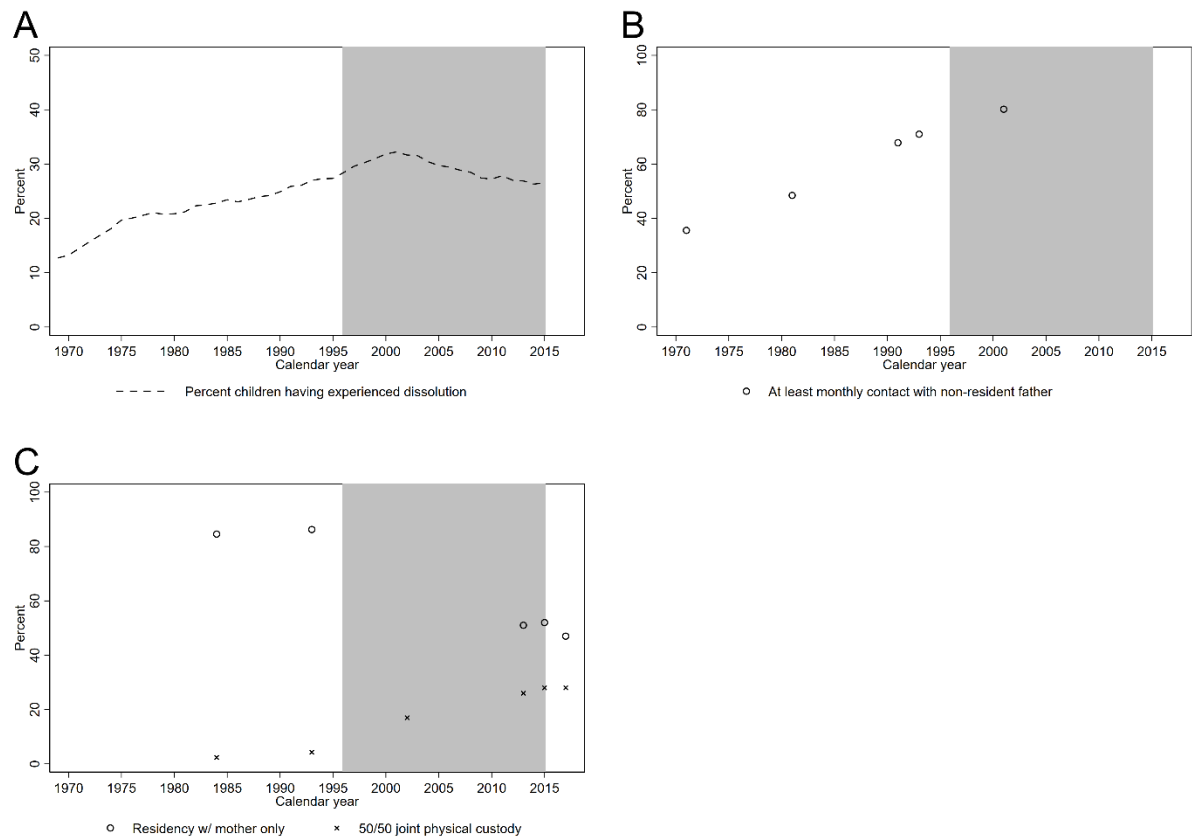 A
50
40
30
20
10
0
Percent
1970 1975 1980 1985 1990 1995 2000 2005 2010 2015
Calendar year
Percent children having experienced dissolution
B
100
80
60
40
20
0
Percent
1970 1975 1980 1985 1990 1995 2000 2005 2010 2015
Calendar year
At least monthly contact with non-resident father
C
100
80
60
40
20
0
Percent
1970 1975 1980 1985 1990 1995 2000 2005 2010 2015
Calendar year
Residency w/ mother only 50/50 joint physical custody